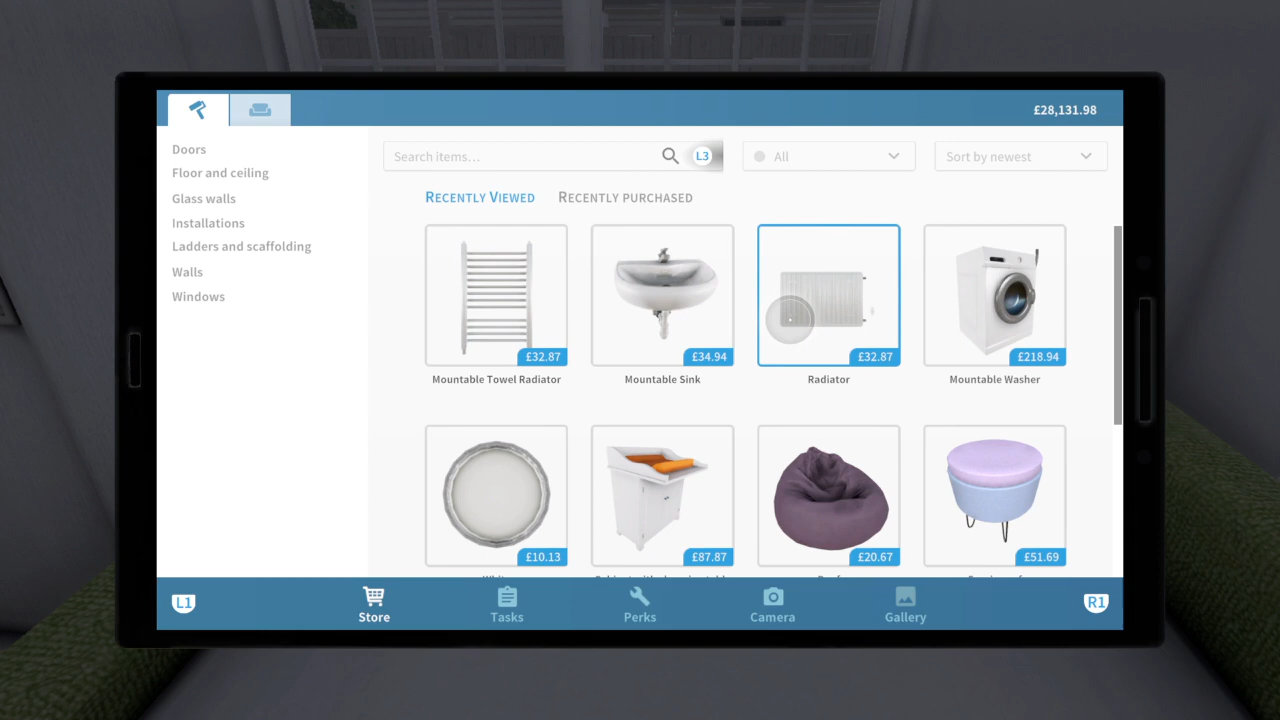 £28,131.98
Doors
Floor and ceiling
Glass walls
Installations
Ladders and scaffolding
Walls
Windows
Search items...
L3
All
Sort by newest
Recently Viewed
Recently purchased
£32.87
£34.94
£32.87
£218.94
Mountable Towel Radiator
Mountable Sink
Radiator
Mountable Washer
£10.13
£87.87
£20.67
£51.69
L1
Store
Tasks
Perks
Camera
Gallery
R1